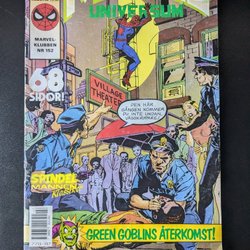 UNIVERSUM
MARVEL-
KLUBBEN
NR 152
68
SIDOR!
VILLAGE
THEATER
DEN HÄR
GÅNGEN KOMMER
DU INTE UNDAN,
VÄGGKRYPARE!
SPINDEL
MANNEN
GREEN GOBLINS ÅTERKOMST!